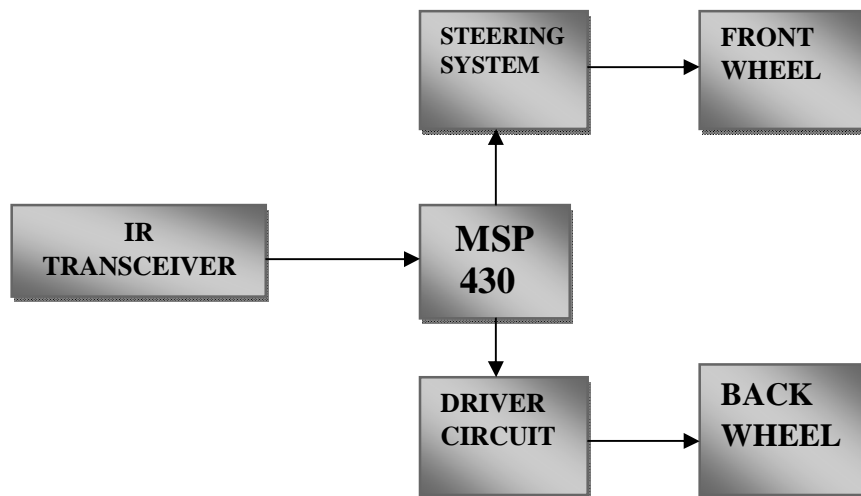 STEERING
SYSTEM
FRONT
WHEEL
IR
TRANSCEIVER
MSP
430
DRIVER
CIRCUIT
BACK
WHEEL